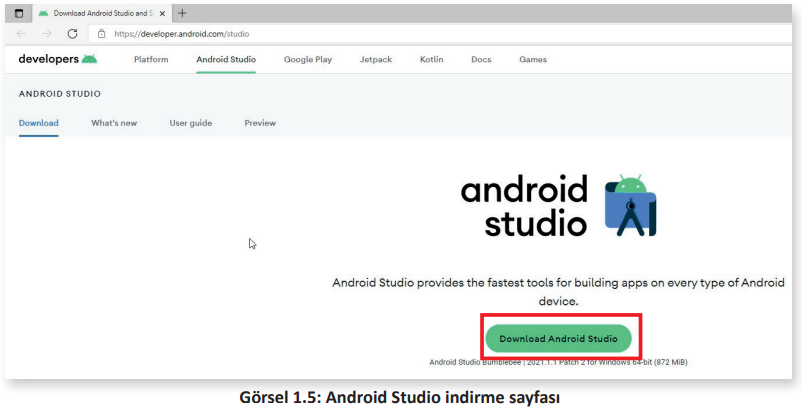 Download Android Studio and S
https://developer.android.com/studio
developers Platform Android Studio Google Play Jetpack Kotlin Docs Games
ANDROID STUDIO
Download What's new User guide Preview
android
studio
Android Studio provides the fastest tools for building apps on every type of Android
device.
Download Android Studio
Android Studio Bumblebee | 2021.1.1 Patch 2 for Windows 64-bit (872 MiB)
Görsel 1.5: Android Studio indirme sayfası